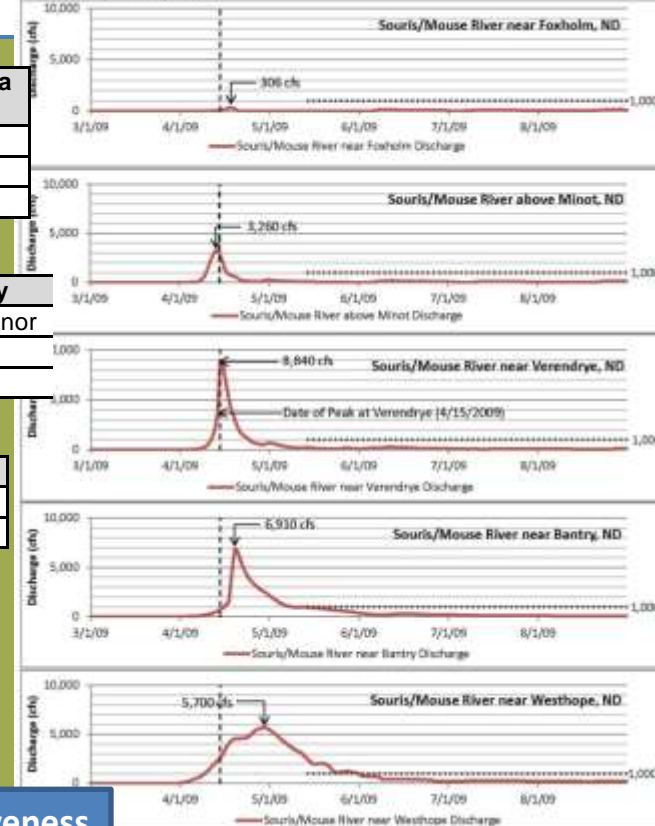 10,000
Souris/Mouse River near Foxholm, ND
Discharge (cfs)
5,000
306 cfs
0
1,000
3/1/09 4/1/09 5/1/09 6/1/09 7/1/09 8/1/09
Souris/Mouse River near Foxholm Discharge
a
10,000
Souris/Mouse River above Minot, ND
Discharge (cfs)
5,000
3,260 cfs
0
3/1/09 4/1/09 5/1/09 6/1/09 7/1/09 8/1/09
Souris/Mouse River above Minot Discharge
y
nor
8,840 cfs
Souris/Mouse River near Verendrye, ND
Date of Peak at Verendrye (4/15/2009)
0
3/1/09 4/1/09 5/1/09 6/1/09 7/1/09 8/1/09
Souris/Mouse River near Verendrye Discharge
10,000
6,910 cfs
Souris/Mouse River near Bantry, ND
Discharge (cfs)
5,000
0
3/1/09 4/1/09 5/1/09 6/1/09 7/1/09 8/1/09
Souris/Mouse River near Bantry Discharge
10,000
Souris/Mouse River near Westhope, ND
Discharge (cfs)
5,700 cfs
5,000
1,000
0
4/1/09 5/1/09 6/1/09 7/1/09 8/1/09
Souris/Mouse River near Westhope Discharge
veness